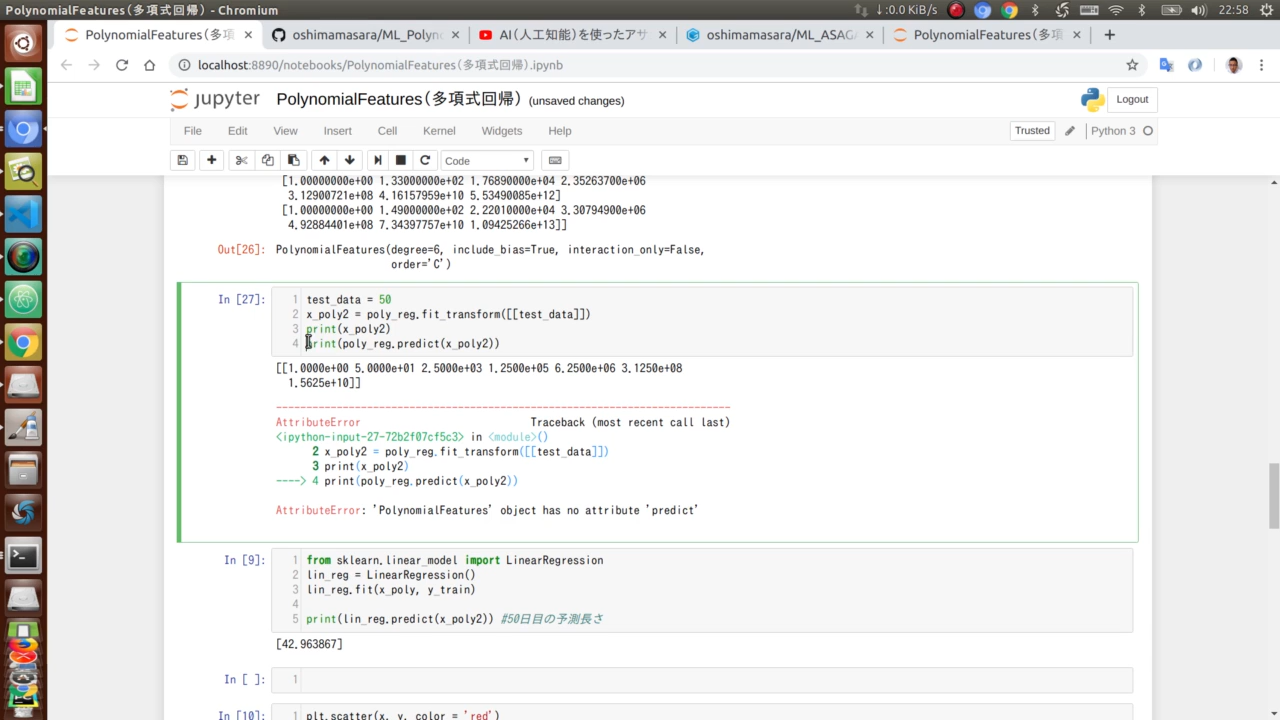 PolynomialFeatures(多項式回帰) - Chromium
1:0.0 KB/s
22:58
PolynomialFeatures(多項
oshimamasara/ML_Polyno
AI(人工知能)を使ったアサ
oshimamasara/ML_ASAGA
PolynomialFeatures(多項
localhost:8890/notebooks/PolynomialFeatures(多項式回帰).ipynb
jupyter
PolynomialFeatures(多項式回帰)
(unsaved changes)
Logout
File
Edit
View
Insert
Cell
Kernel
Widgets
Help
Trusted
Python 3
Code
[1.00000000e+00 1.33000000e+02 1.76890000e+04 2.35263700e+06
3.12900721e+08 4.16157959e+10 5.53490085e+12]
[1.00000000e+00 1.49000000e+02 2.22010000e+04 3.30794900e+06
4.92884401e+08 7.34397757e+10 1.09425266e+13]]
Out[26]: PolynomialFeatures(degree=6, include_bias=True, interaction_only=False,
order='C')
In [27]:
1 test_data = 50
2 x_poly2 = poly_reg.fit_transform([[test_data]])
3 print(x_poly2)
4 print(poly_reg.predict(x_poly2))
[[1.0000e+00 5.0000e+01 2.5000e+03 1.2500e+05 6.2500e+06 3.1250e+08
1.5625e+10]]
---------------------------------------------------------------------------
AttributeError                            Traceback (most recent call last)
<ipython-input-27-72b2f07cf5c3> in <module>()
2 x_poly2 = poly_reg.fit_transform([[test_data]])
3 print(x_poly2)
----> 4 print(poly_reg.predict(x_poly2))
AttributeError: 'PolynomialFeatures' object has no attribute 'predict'
In [9]:
1 from sklearn.linear_model import LinearRegression
2 lin_reg = LinearRegression()
3 lin_reg.fit(x_poly, y_train)
4
5 print(lin_reg.predict(x_poly2)) #50日目の予測長さ
[42.963867]
In [ ]:
1
In [10]:
1 plt.scatter(x, y, color = 'red')